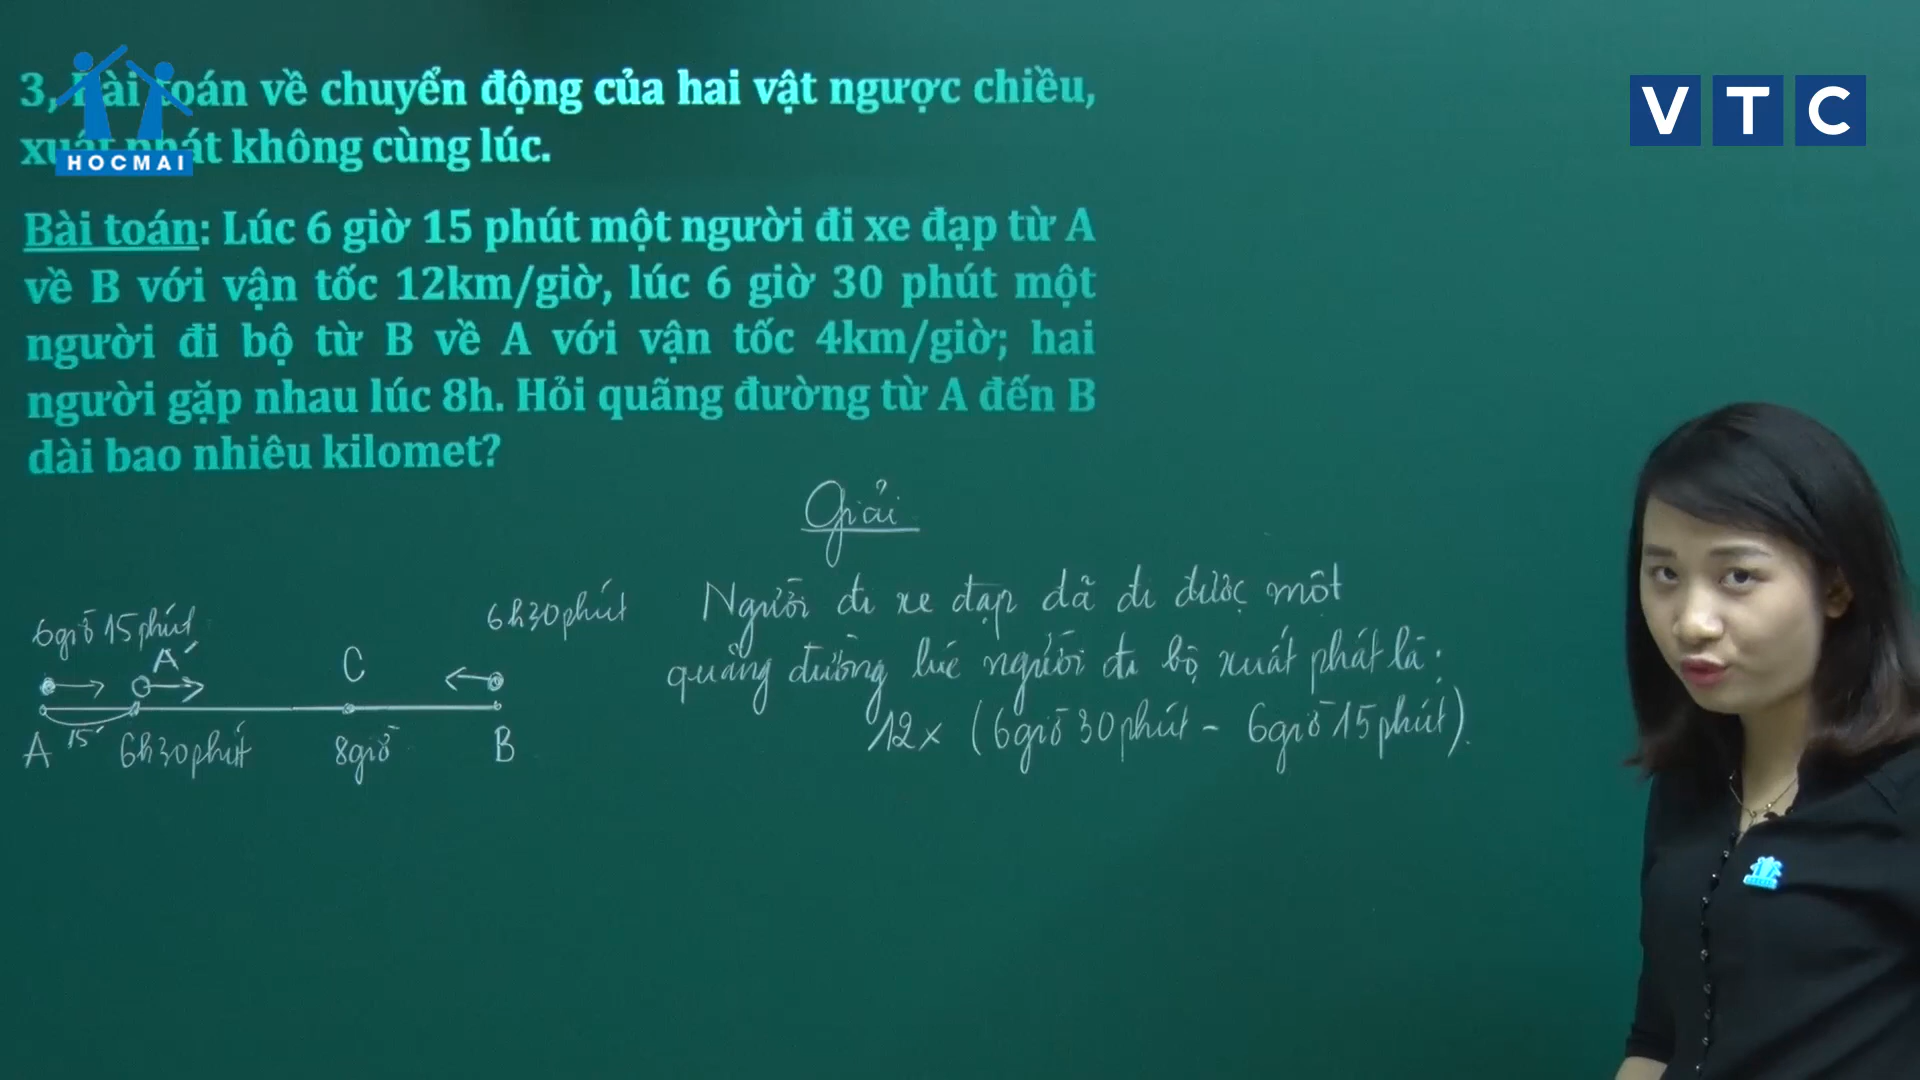 3, Bài toán về chuyển động của hai vật ngược chiều,
xuất phát không cùng lúc.
HOCMAI
VTC
Bài toán: Lúc 6 giờ 15 phút một người đi xe đạp từ A
về B với vận tốc 12km/giờ, lúc 6 giờ 30 phút một
người đi bộ từ B về A với vận tốc 4km/giờ; hai
người gặp nhau lúc 8h. Hỏi quãng đường từ A đến B
dài bao nhiêu kilomet?
Giải
6giờ 15phút
A'
C
6h30phút
A
15'
6h30phút
8giờ
B
Người đi xe đạp đã đi được một
quãng đường lúc người đi bộ xuất phát là:
12 x (6giờ 30phút - 6giờ 15phút).